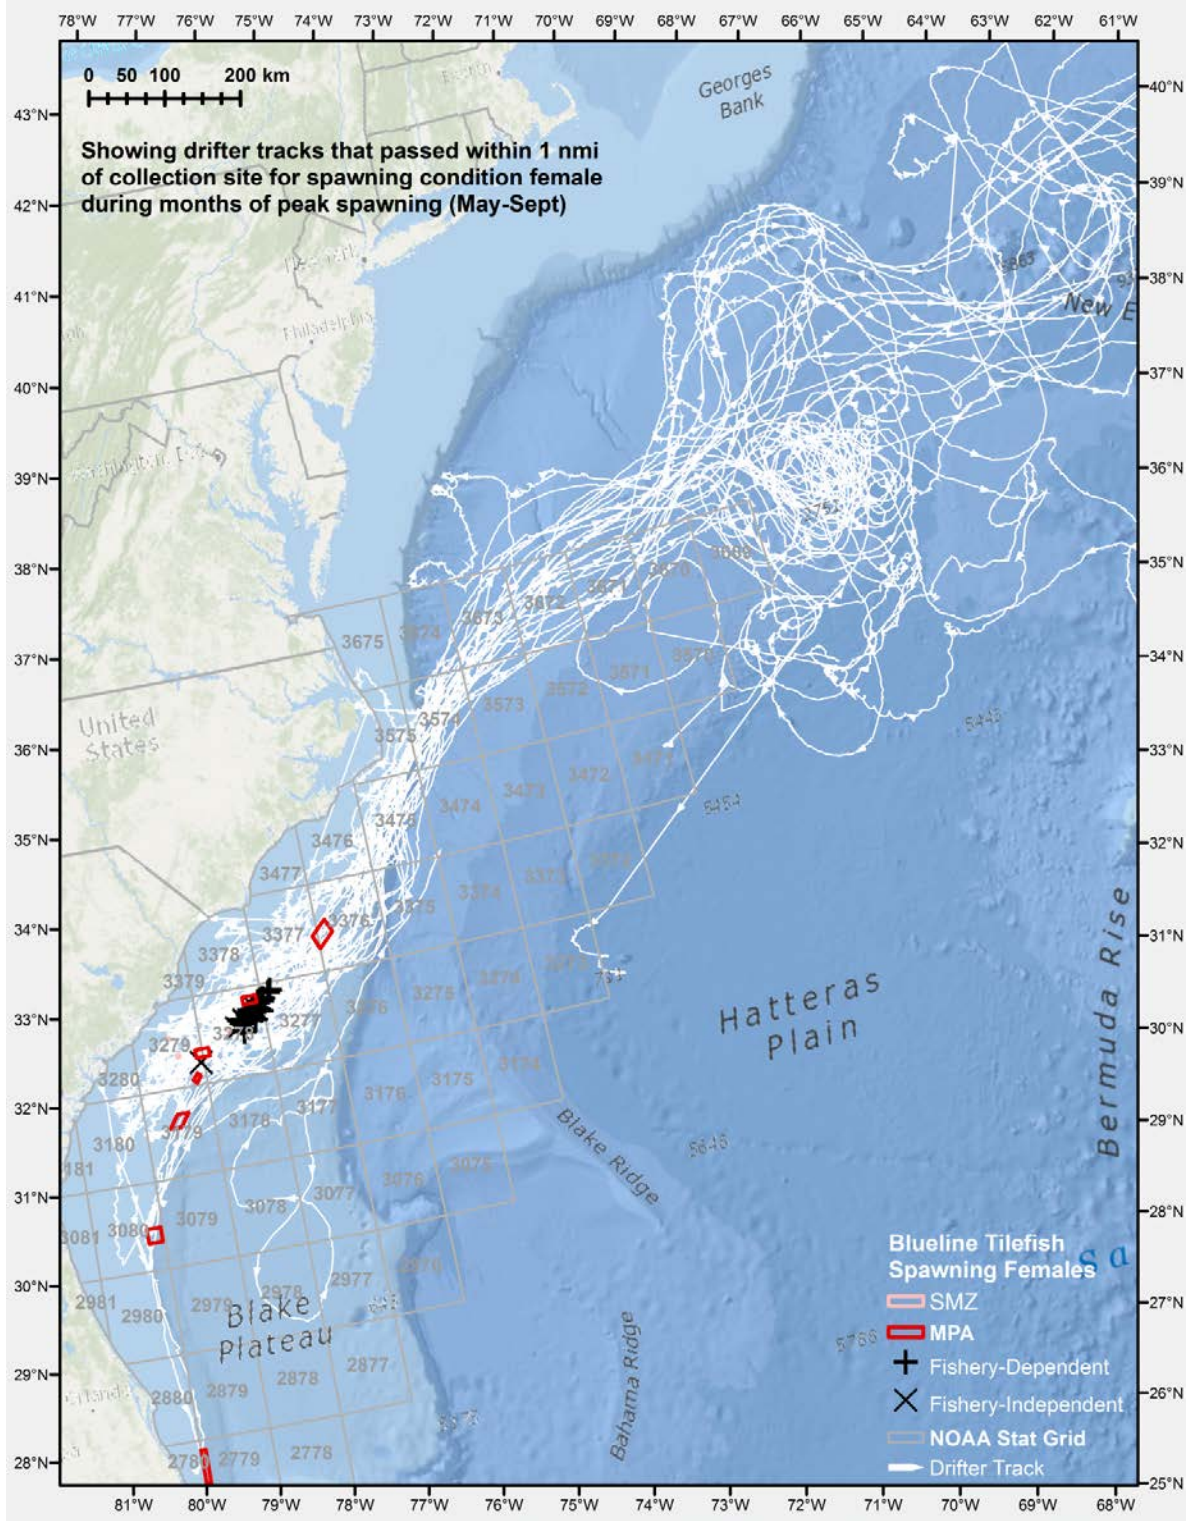 78°W 77°W 76°W 75°W 74°W 73°W 72°W 71°W 70°W 69°W 68°W 67°W 66°W 65°W 64°W 63°W 62°W 61°W
0 50 100 200 km
Georges
Bank
Showing drifter tracks that passed within 1 nmi
of collection site for spawning condition female
during months of peak spawning (May-Sept)
43°N
42°N
41°N
40°N
39°N
38°N
37°N
36°N
35°N
34°N
33°N
32°N
31°N
30°N
29°N
28°N
40°N
39°N
38°N
37°N
36°N
35°N
34°N
33°N
32°N
31°N
30°N
29°N
28°N
27°N
26°N
25°N
New E
Philadelphia
United
States
3675
3674
3673
3672
3671
3670
3575
3574
3573
3572
3571
3570
3476
3475
3474
3473
3472
3471
3477
3378
3377
3376
3375
3374
3373
3379
3279
3277
3276
3275
3274
3273
3280
3180
3179
3178
3177
3176
3175
3174
3081
3080
3079
3078
3077
3076
3075
2981
2980
2979
2978
2977
2976
2880
2879
2878
2877
2780
2779
2778
5445
5454
5646
5766
Hatteras
Plain
Bermuda Rise
Blake Ridge
Blake
Plateau
Bahama Ridge
S a
Blueline Tilefish
Spawning Females
SMZ
MPA
Fishery-Dependent
Fishery-Independent
NOAA Stat Grid
Drifter Track
81°W 80°W 79°W 78°W 77°W 76°W 75°W 74°W 73°W 72°W 71°W 70°W 69°W 68°W